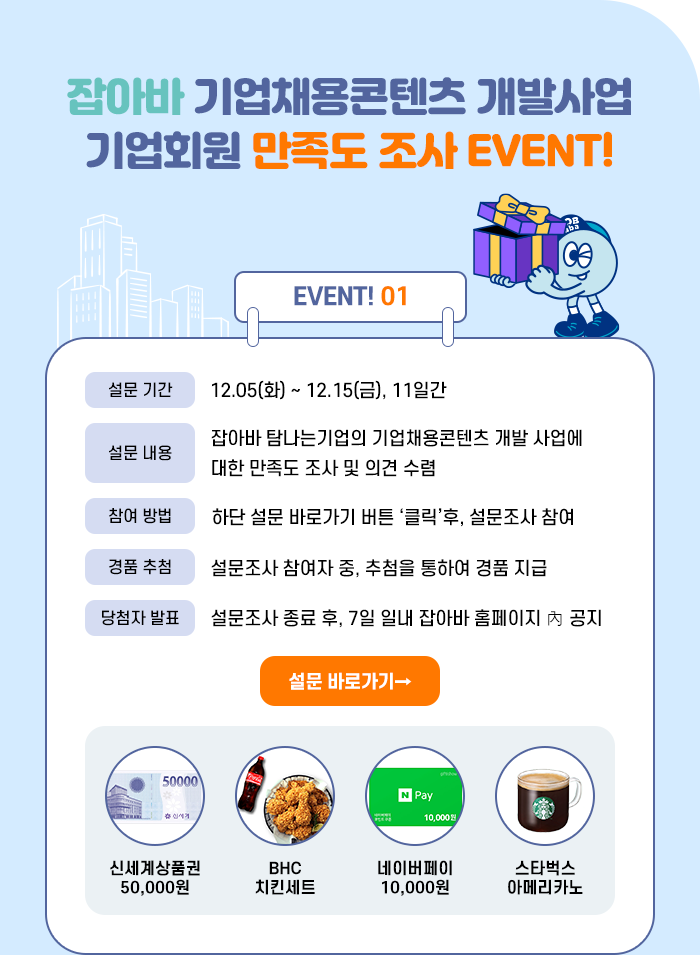 잡아바 기업채용콘텐츠 개발사업
기업회원 만족도 조사 EVENT!
EVENT! 01
설문 기간
12.05(화) ~ 12.15(금), 11일간
설문 내용
잡아바 탐나는기업의 기업채용콘텐츠 개발 사업에
대한 만족도 조사 및 의견 수렴
참여 방법
하단 설문 바로가기 버튼 ‘클릭’후, 설문조사 참여
경품 추첨
설문조사 참여자 중, 추첨을 통하여 경품 지급
당첨자 발표
설문조사 종료 후, 7일 일내 잡아바 홈페이지 內 공지
설문 바로가기→
50000
신세계
N Pay
10,000원
신세계상품권
50,000원
BHC
치킨세트
네이버페이
10,000원
스타벅스
아메리카노